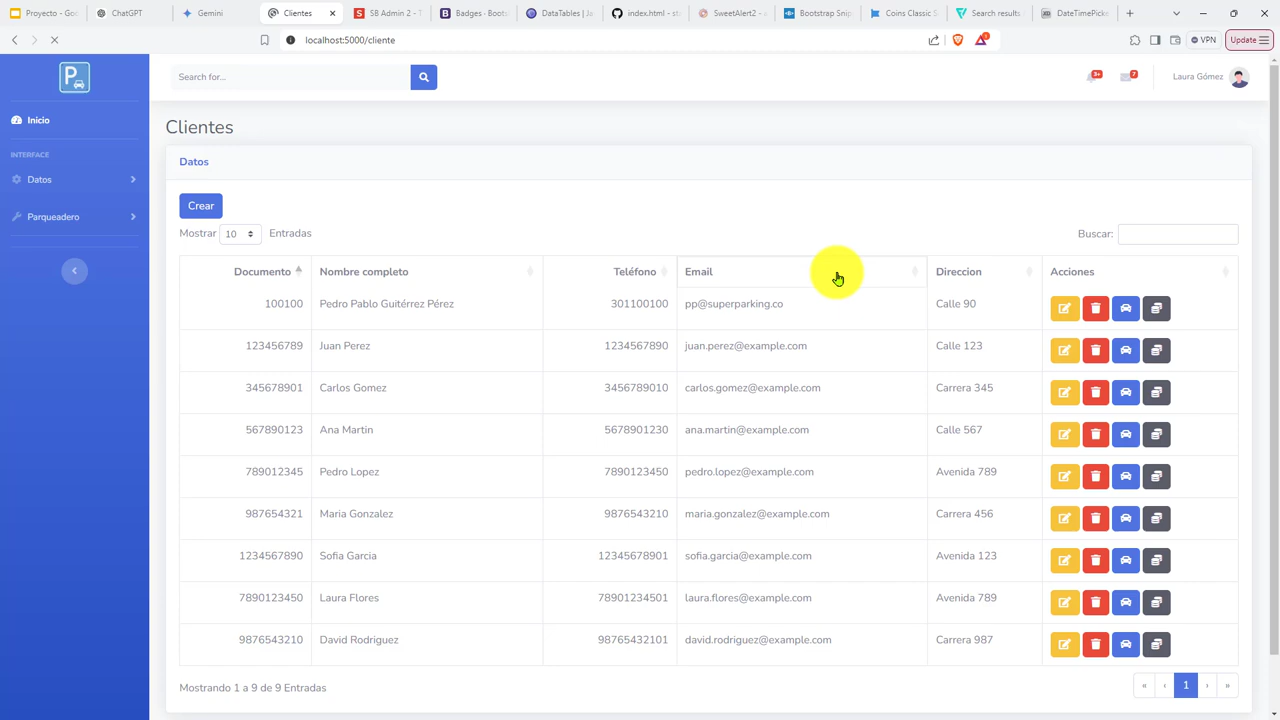 Proyecto - Goo
ChatGPT
Gemini
Clientes
SB Admin 2 - T
Badges - Boots
DataTables | Ja
index.html - st
SweetAlert2 - a
Bootstrap Snip
Coins Classic S
Search results
DateTimePicke
localhost:5000/cliente
VPN
Update
P
Search for...
3+
7
Laura Gómez
Inicio
INTERFACE
Datos
Parqueadero
Clientes
Datos
Crear
Mostrar 10 Entradas
Buscar:
Documento Nombre completo Teléfono Email Direccion Acciones
100100 Pedro Pablo Guitérrez Pérez 301100100 pp@superparking.co Calle 90
123456789 Juan Perez 1234567890 juan.perez@example.com Calle 123
345678901 Carlos Gomez 3456789010 carlos.gomez@example.com Carrera 345
567890123 Ana Martin 5678901230 ana.martin@example.com Calle 567
789012345 Pedro Lopez 7890123450 pedro.lopez@example.com Avenida 789
987654321 Maria Gonzalez 9876543210 maria.gonzalez@example.com Carrera 456
1234567890 Sofia Garcia 12345678901 sofia.garcia@example.com Avenida 123
7890123450 Laura Flores 78901234501 laura.flores@example.com Avenida 789
9876543210 David Rodriguez 98765432101 david.rodriguez@example.com Carrera 987
Mostrando 1 a 9 de 9 Entradas
« ‹ 1 › »